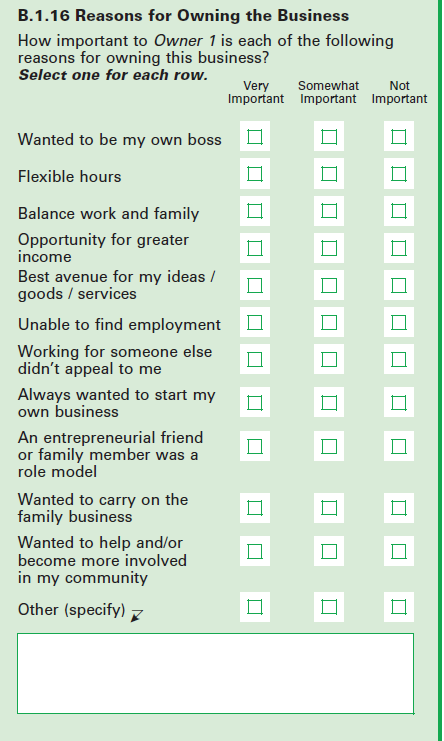 B.1.16 Reasons for Owning the Business
How important to Owner 1 is each of the following
reasons for owning this business?
Select one for each row.
Very Important
Somewhat Important
Not Important
Wanted to be my own boss
Flexible hours
Balance work and family
Opportunity for greater
income
Best avenue for my ideas /
goods / services
Unable to find employment
Working for someone else
didn’t appeal to me
Always wanted to start my
own business
An entrepreneurial friend
or family member was a
role model
Wanted to carry on the
family business
Wanted to help and/or
become more involved
in my community
Other (specify)